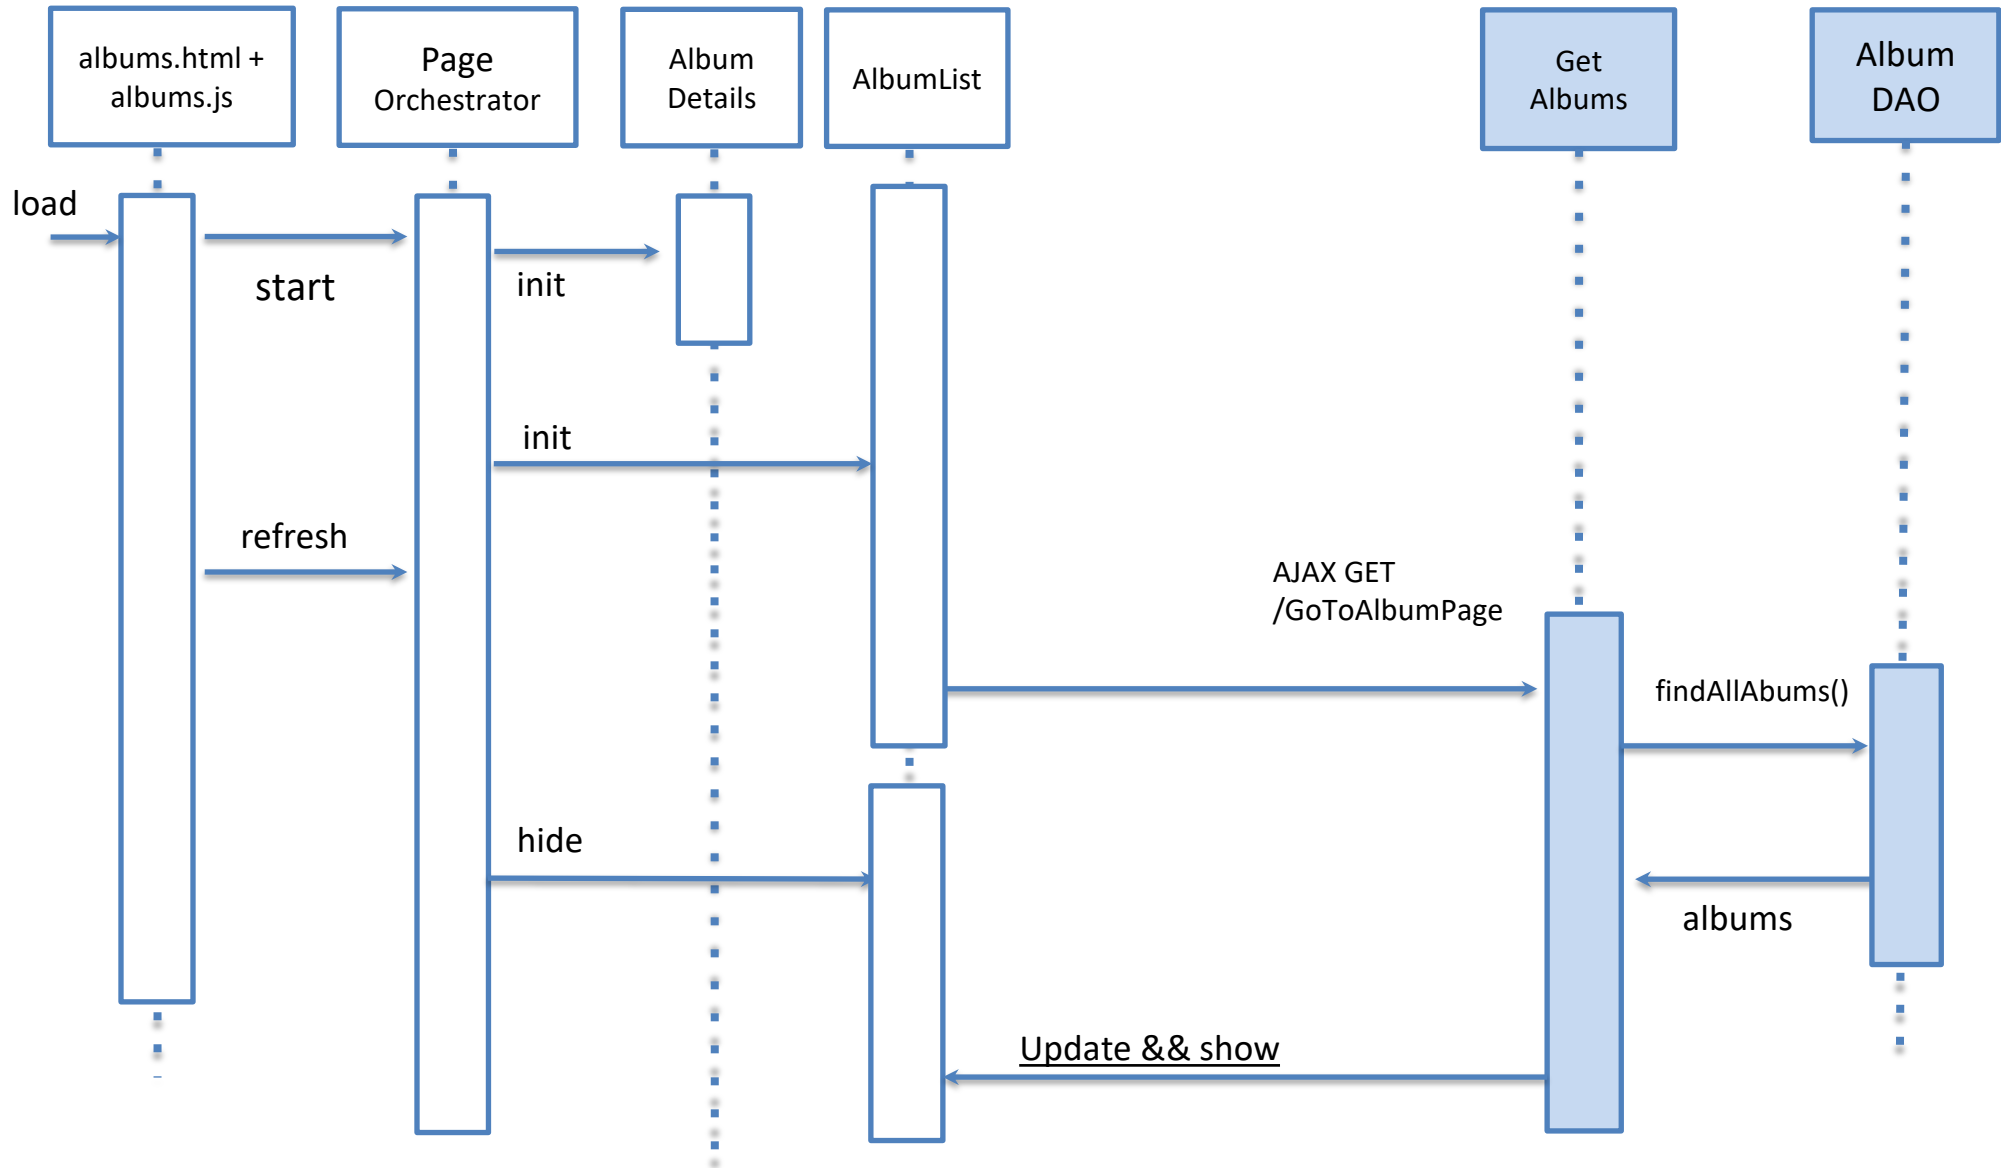 albums.html +
albums.js
Page
Orchestrator
Album
Details
AlbumList
Get
Albums
Album
DAO
load
start
init
init
refresh
AJAX GET
/GoToAlbumPage
findAllAbums()
hide
albums
Update && show